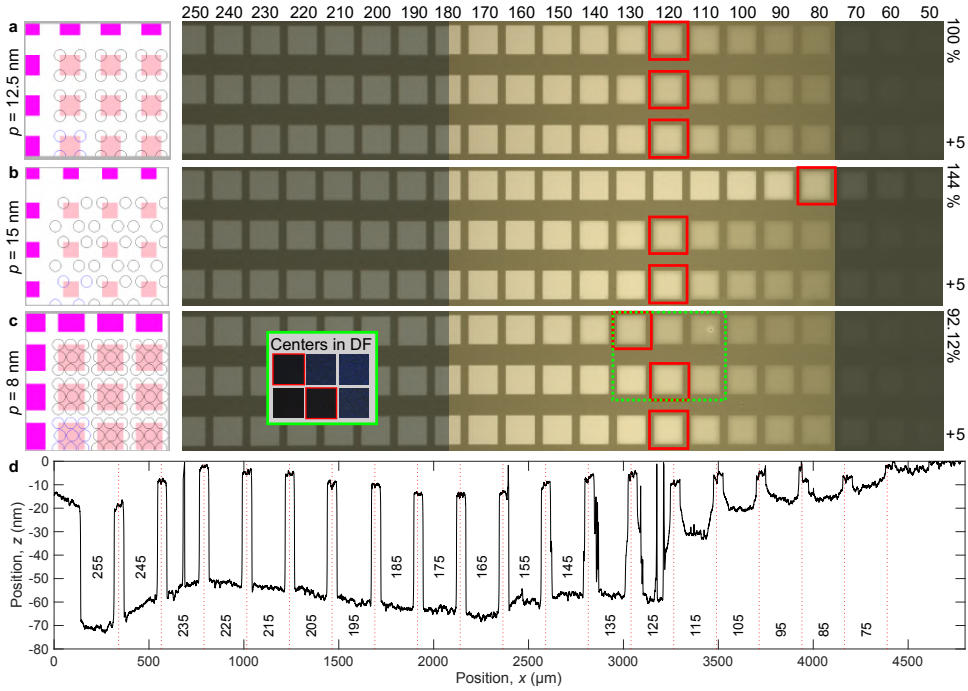 250 240 230 220 210 200 190 180 170 160 150 140 130 120 110 100 90 80 70 60 50
a
p = 12.5 nm
100 %
+5
b
p = 15 nm
144 %
+5
c
p = 8 nm
Centers in DF
92.12%
+5
d
Position, z (nm)
0
-10
-20
-30
-40
-50
-60
-70
-80
255 245 235 225 215 205 195 185 175 165 155 145 135 125 115 105 95 85 75
0 500 1000 1500 2000 2500 3000 3500 4000 4500
Position, x (µm)